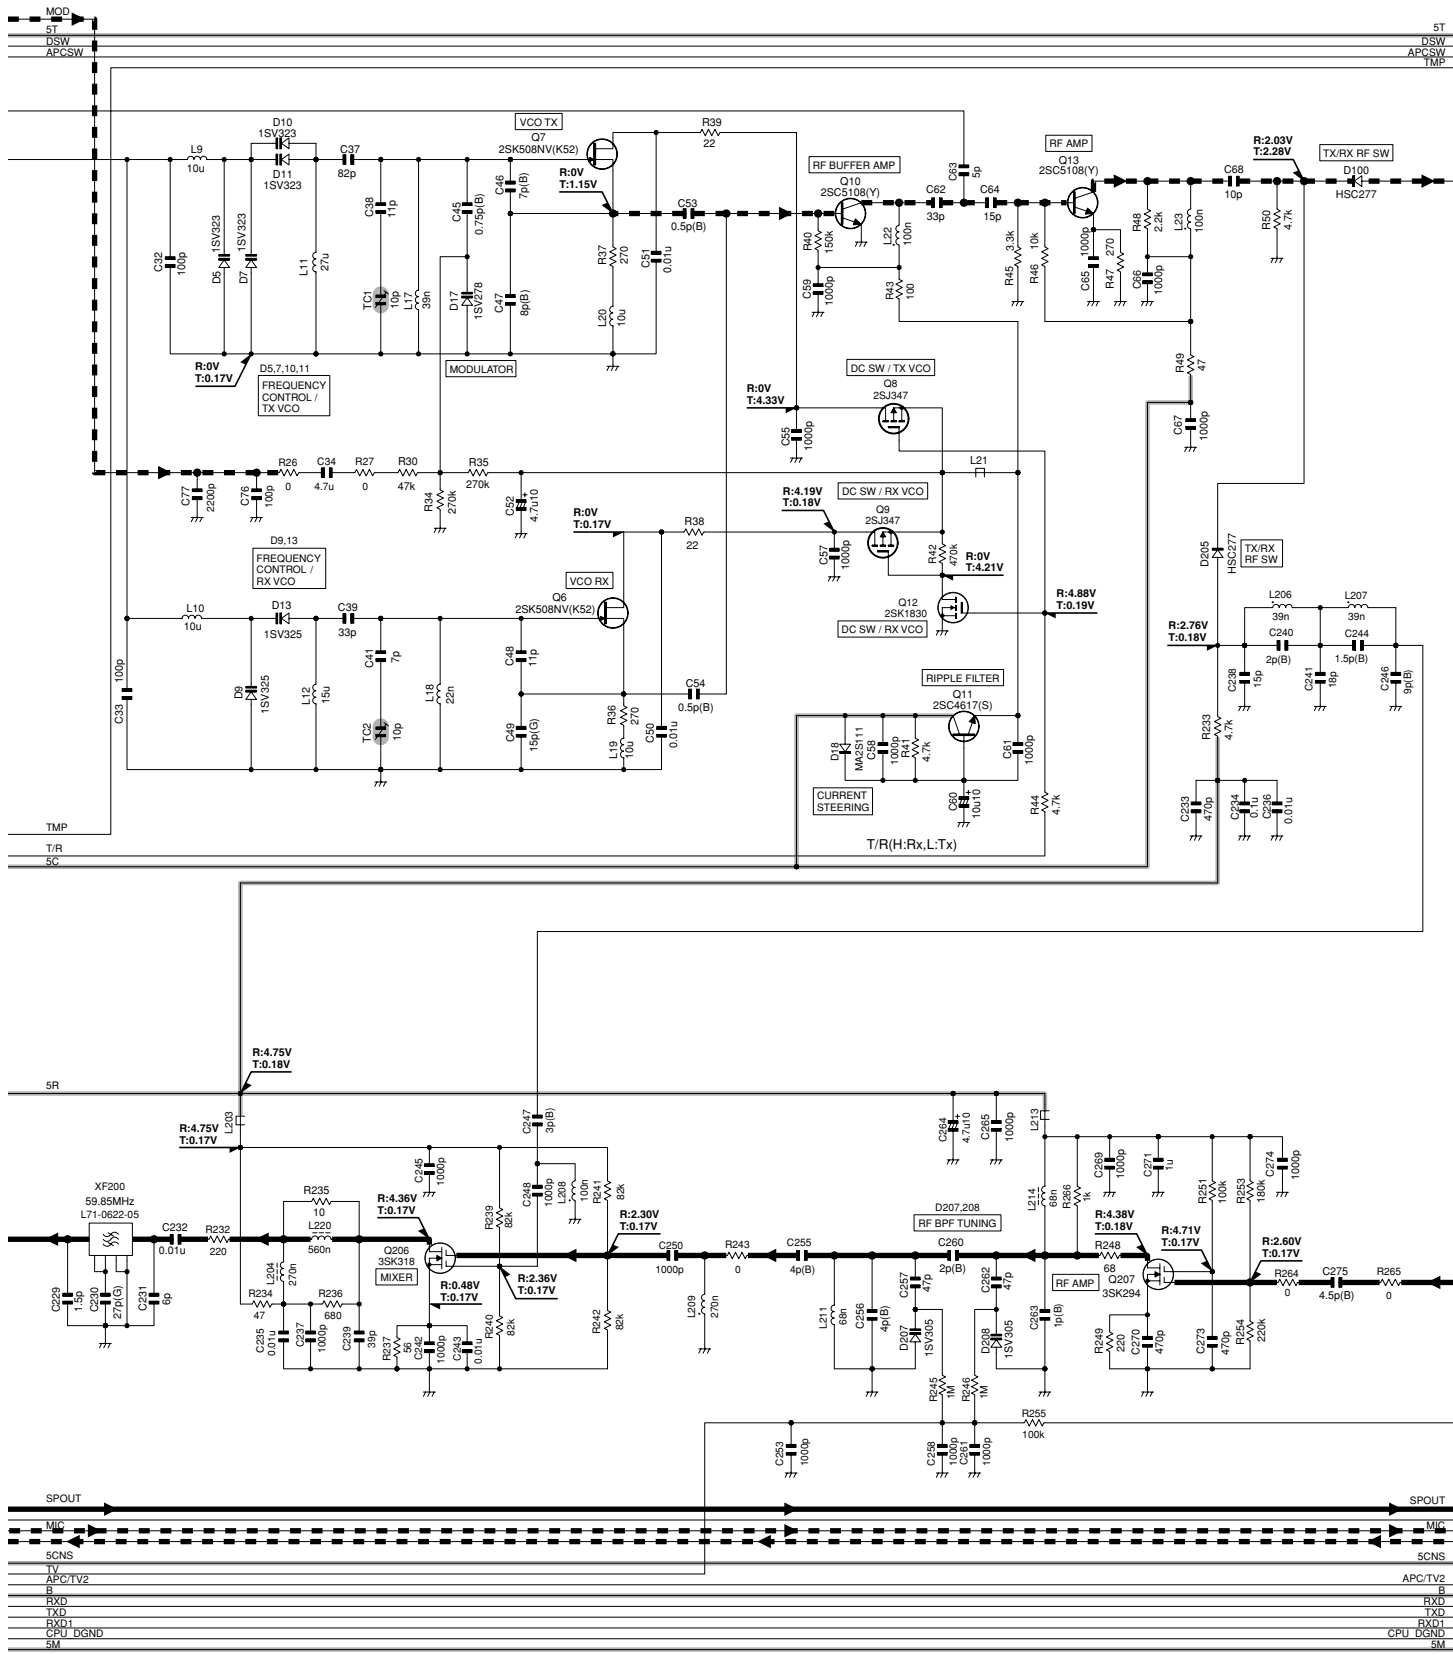 MOD
5T
DSW
APCSW
5T
DSW
APCSW
TMP
D10
1SV323
L9
10u
D11
1SV323
C37
82p
VCO TX
Q7
2SK508NV(K52)
R39
22
R:0V
T:1.15V
C46
7p(B)
C45
0.75p(B)
C38
11p
C53
0.5p(B)
RF BUFFER AMP
Q10
2SC5108(Y)
C63
5p
C62
33p
C64
15p
RF AMP
Q13
2SC5108(Y)
C68
10p
R:2.03V
T:2.28V
TX/RX RF SW
D100
HSC277
C32
100p
D5
1SV323
D7
1SV323
L11
27u
TC1
10p
L17
39n
D17
1SV278
C47
8p(B)
R37
270
L20
10u
C51
0.01u
R40
150k
L22
100n
C59
1000p
R43
100
R45
3.3k
R46
10k
C65
1000p
R47
270
R48
2.2k
L23
100n
C66
1000p
R50
4.7k
R:0V
T:0.17V
D5,7,10,11
FREQUENCY
CONTROL /
TX VCO
MODULATOR
DC SW / TX VCO
Q8
2SJ347
R:0V
T:4.33V
C55
1000p
R49
47
C67
1000p
R26
0
C34
4.7u
R27
0
R30
47k
R35
270k
L21
C77
2200p
C76
100p
R34
270k
C52
4.7u10
R:0V
T:0.17V
R38
22
R:4.19V
T:0.18V
DC SW / RX VCO
Q9
2SJ347
C57
1000p
R42
470k
R:0V
T:4.21V
D205
HSC277
TX/RX
RF SW
D9,13
FREQUENCY
CONTROL /
RX VCO
VCO RX
Q6
2SK508NV(K52)
Q12
2SK1830
DC SW / RX VCO
R:4.88V
T:0.19V
L10
10u
D13
1SV325
C39
33p
L206
39n
L207
39n
R:2.76V
T:0.18V
C240
2p(B)
C244
1.5p(B)
C33
100p
D9
1SV325
L12
15u
C41
7p
TC2
10p
L18
22n
C48
11p
C49
15p(G)
R36
270
L19
10u
C50
0.01u
C54
0.5p(B)
RIPPLE FILTER
Q11
2SC4617(S)
C238
15p
C241
18p
C246
9p(B)
D18
MA2S111
C58
1000p
R41
4.7k
C61
1000p
R233
4.7k
CURRENT
STEERING
C60
10u10
R44
4.7k
C233
470p
C234
0.1u
C236
0.01u
TMP
T/R
5C
T/R(H:Rx,L:Tx)
R:4.75V
T:0.18V
5R
L203
R:4.75V
T:0.17V
C247
3p(B)
C264
4.7u10
C265
1000p
L213
XF200
59.85MHz
L71-0622-05
R235
10
L220
560n
C245
1000p
R:4.36V
T:0.17V
R239
82k
C248
1000p
L208
100n
R241
82k
R:2.30V
T:0.17V
D207,208
RF BPF TUNING
L214
68n
R266
1k
C269
1000p
C271
1u
R251
100k
R253
180k
C274
1000p
R:4.38V
T:0.18V
R:4.71V
T:0.17V
R:2.60V
T:0.17V
C232
0.01u
R232
220
L204
270n
Q206
3SK318
MIXER
C250
1000p
R243
0
C255
4p(B)
C260
2p(B)
R248
68
RF AMP
Q207
3SK294
R264
0
C275
4.5p(B)
R265
0
R:0.48V
T:0.17V
R:2.36V
T:0.17V
C229
1.5p
C230
27p(G)
C231
6p
R234
47
R236
680
C235
0.01u
C237
1000p
C239
39p
R237
56
C242
1000p
C243
0.01u
R240
82k
R242
82k
L209
270n
L211
68n
C256
4p(B)
C257
47p
D207
1SV305
C262
47p
D208
1SV305
C263
1p(B)
R249
220
C270
470p
C273
470p
R254
220k
R245
1M
R246
1M
R255
100k
C253
1000p
C258
1000p
C261
1000p
SPOUT
SPOUT
MIC
MIC
5CNS
5CNS
TV
APC/TV2
APC/TV2
B
B
RXD
RXD
TXD
TXD
RXD1
RXD1
CPU_DGND
CPU_DGND
5M
5M